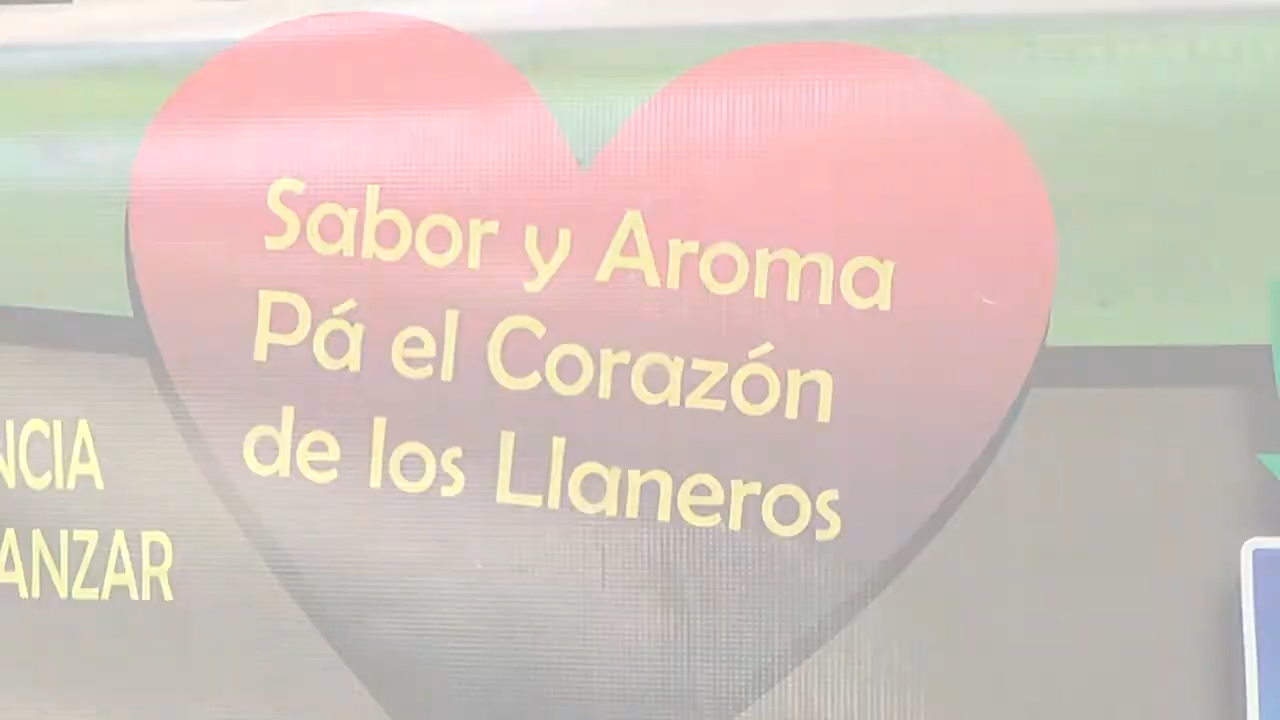 Sabor y Aroma
Pá el Corazón
de los Llaneros
NCIA
ANZAR